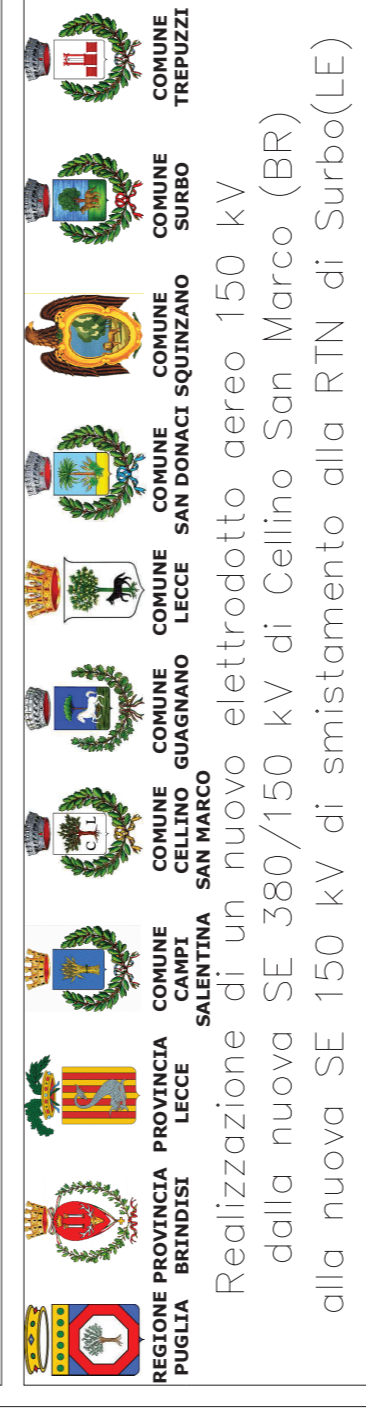 REGIONE PUGLIA
PROVINCIA BRINDISI
PROVINCIA LECCE
COMUNE CAMPI SALENTINA
COMUNE CELLINO SAN MARCO
COMUNE GUAGNANO
COMUNE LECCE
COMUNE SAN DONACI
COMUNE SQUINZANO
COMUNE SURBO
COMUNE TREPUZZI
C L
Realizzazione di un nuovo elettrodotto aereo 150 kV
dalla nuova SE 380/150 kV di Cellino San Marco (BR)
alla nuova SE 150 kV di smistamento alla RTN di Surbo(LE)